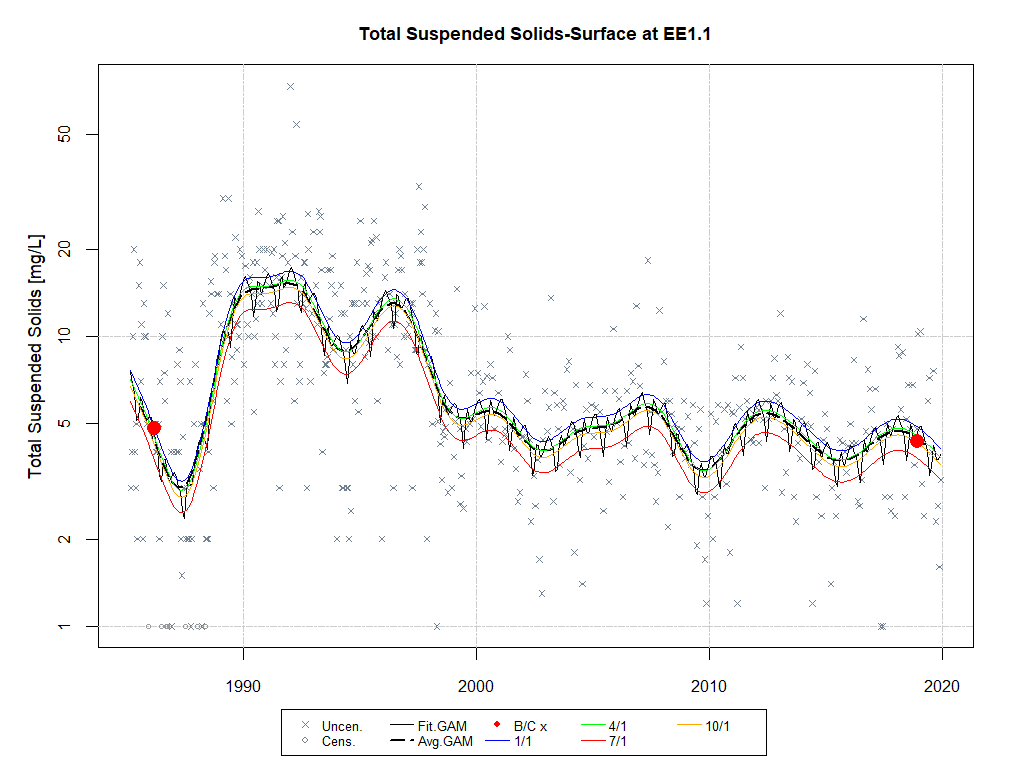 Total Suspended Solids-Surface at EE1.1
Total Suspended Solids [mg/L]
50
20
10
5
2
1
1990 2000 2010 2020
Uncen. Fit.GAM B/C x 4/1 10/1
Cens. Avg.GAM 1/1 7/1